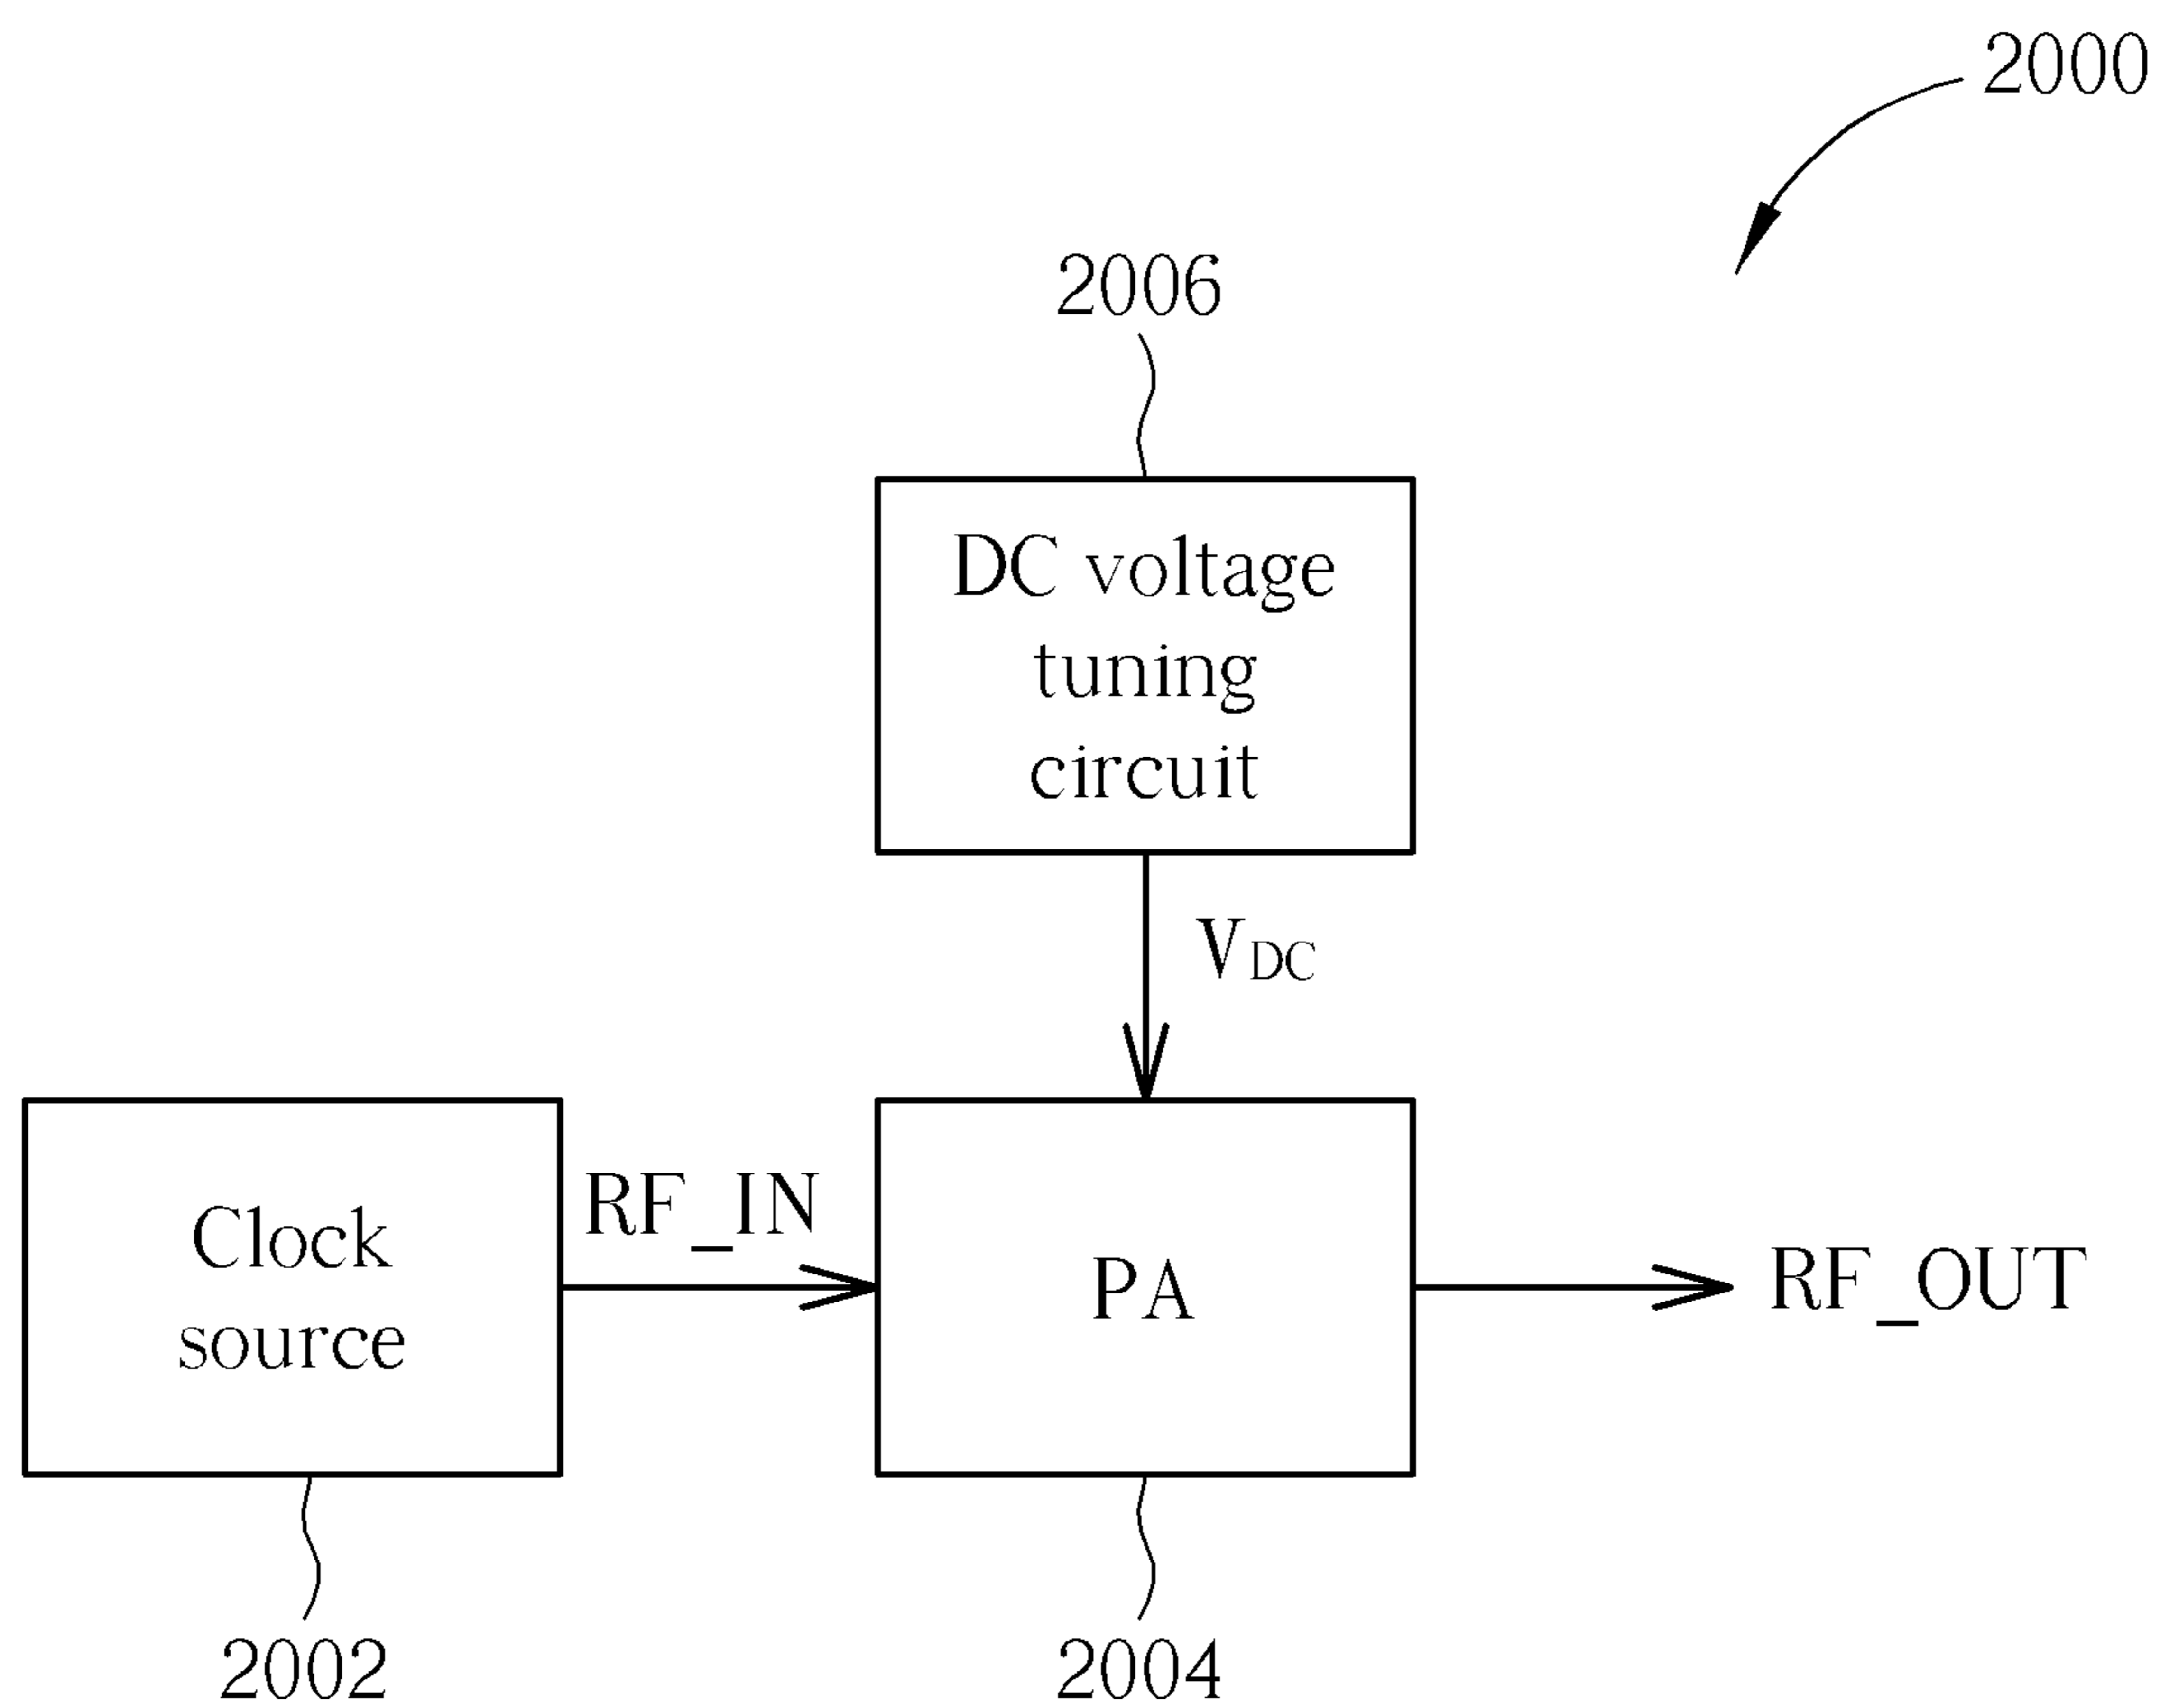 2000
2006
DC voltage
tuning
circuit
VDC
RF_IN
Clock
source
PA
RF_OUT
2002
2004